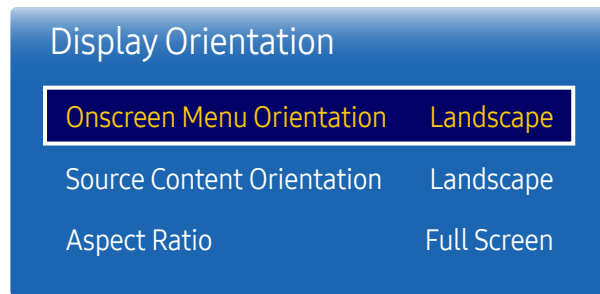 Display Orientation
Onscreen Menu Orientation Landscape
Source Content Orientation Landscape
Aspect Ratio Full Screen